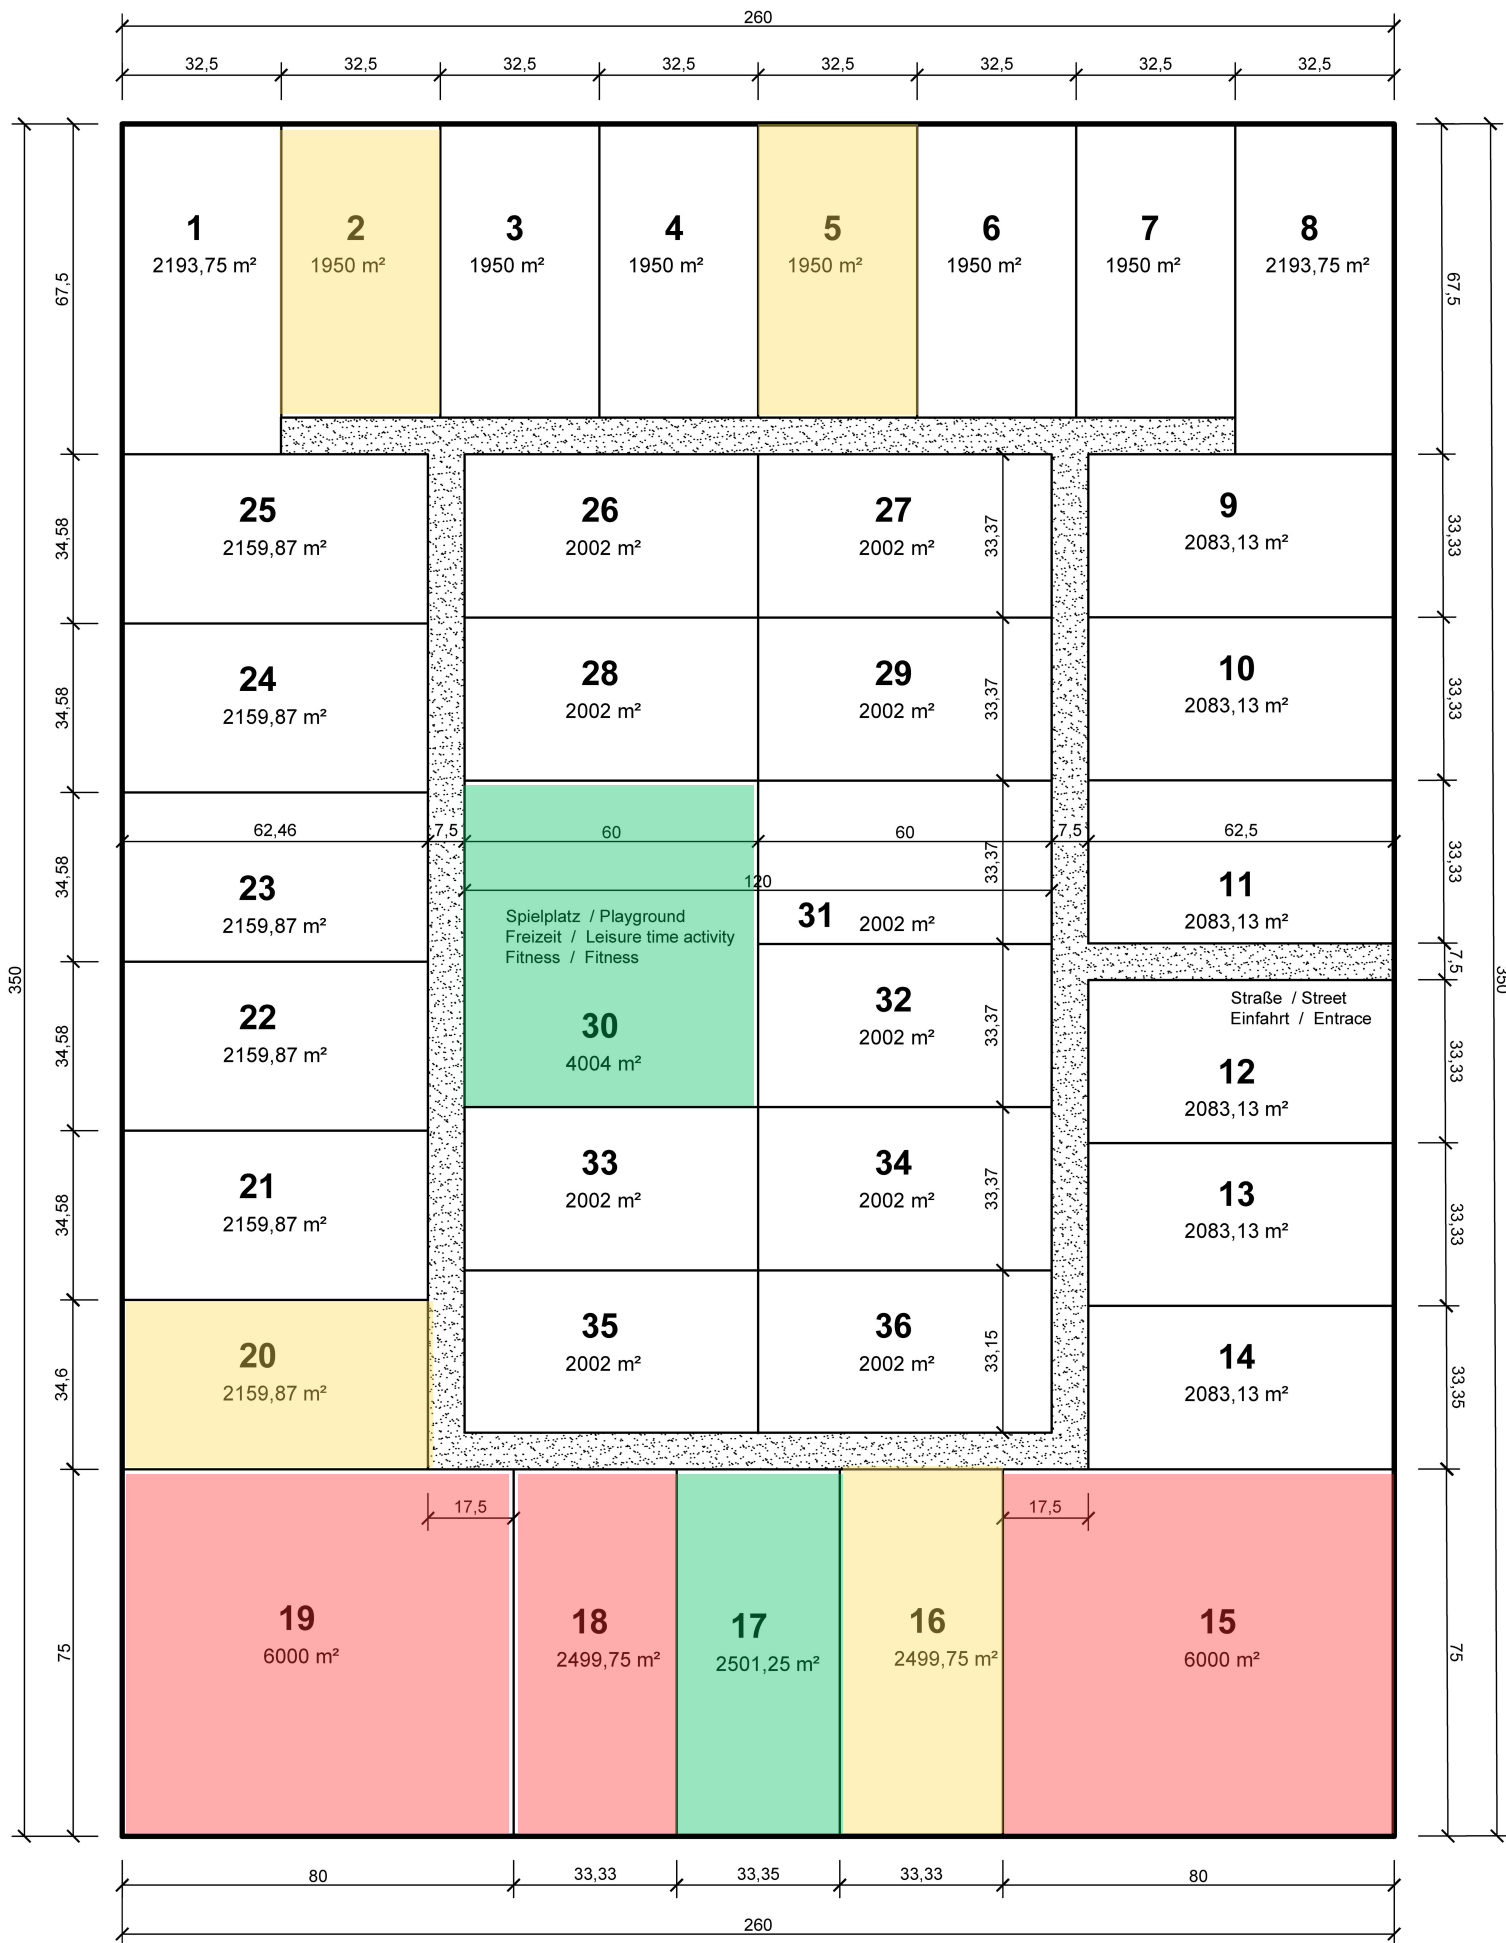 260
32,5 32,5 32,5 32,5 32,5 32,5 32,5 32,5
1 2 3 4 5 6 7 8
2193,75 m² 1950 m² 1950 m² 1950 m² 1950 m² 1950 m² 1950 m² 2193,75 m²
67,5 67,5
25 26 27 9
2159,87 m² 2002 m² 2002 m² 2083,13 m²
34,58 33,37 33,33
24 28 29 10
2159,87 m² 2002 m² 2002 m² 2083,13 m²
34,58 33,37 33,33
62,46 7,5 60 60 7,5 62,5
34,58 33,37 33,33
120
23 11
2159,87 m² 2083,13 m²
31 2002 m²
Spielplatz / Playground
Freizeit / Leisure time activity
Fitness / Fitness
7,5
350 350
Straße / Street
Einfahrt / Entrace
22 30 32 12
2159,87 m² 4004 m² 2002 m² 2083,13 m²
34,58 33,37 33,33
21 33 34 13
2159,87 m² 2002 m² 2002 m² 2083,13 m²
34,58 33,37 33,33
20 35 36 14
2159,87 m² 2002 m² 2002 m² 2083,13 m²
34,6 33,15 33,35
17,5 17,5
19 18 17 16 15
6000 m² 2499,75 m² 2501,25 m² 2499,75 m² 6000 m²
75 75
80 33,33 33,35 33,33 80
260